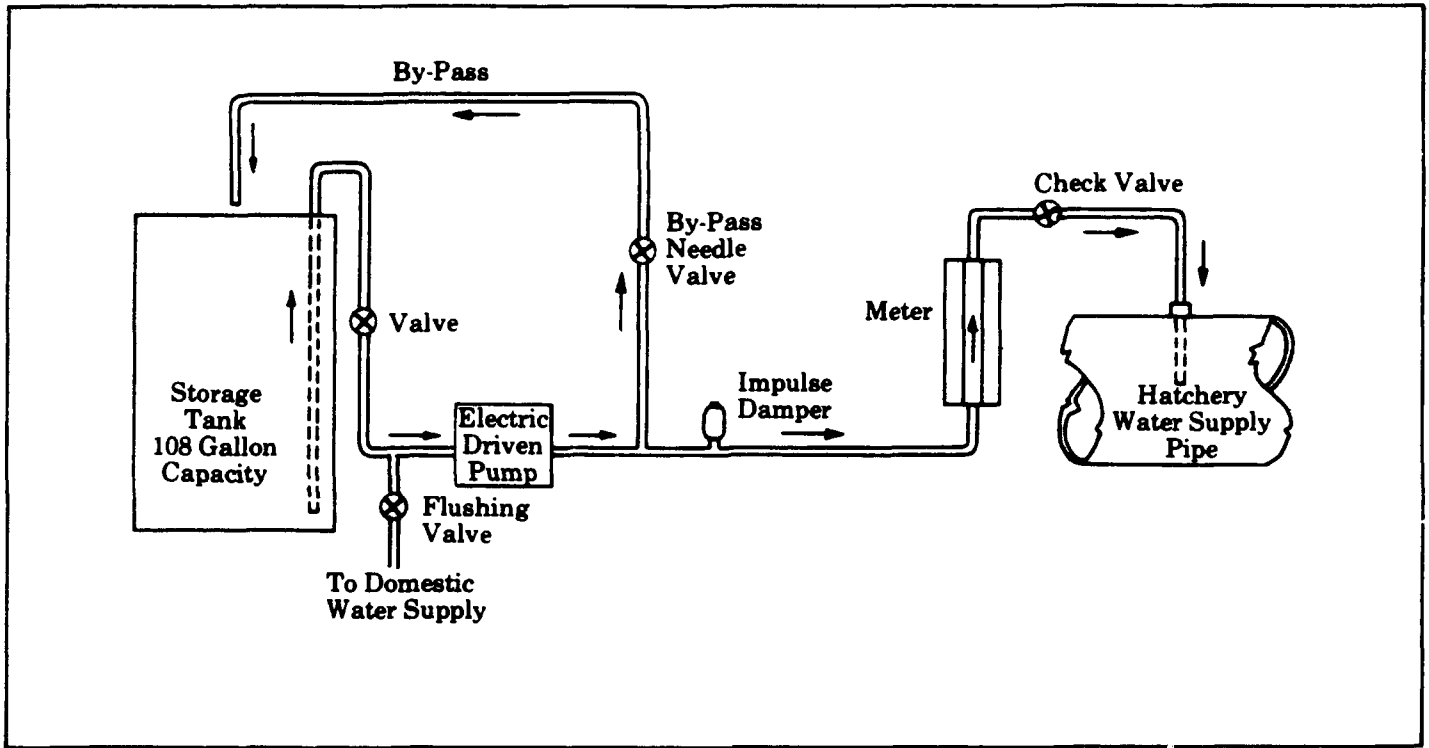 By-Pass
By-Pass
Needle
Valve
Check Valve
Valve
Meter
Storage
Tank
108 Gallon
Capacity
Electric
Driven
Pump
Impulse
Damper
Hatchery
Water Supply
Pipe
Flushing
Valve
To Domestic
Water Supply